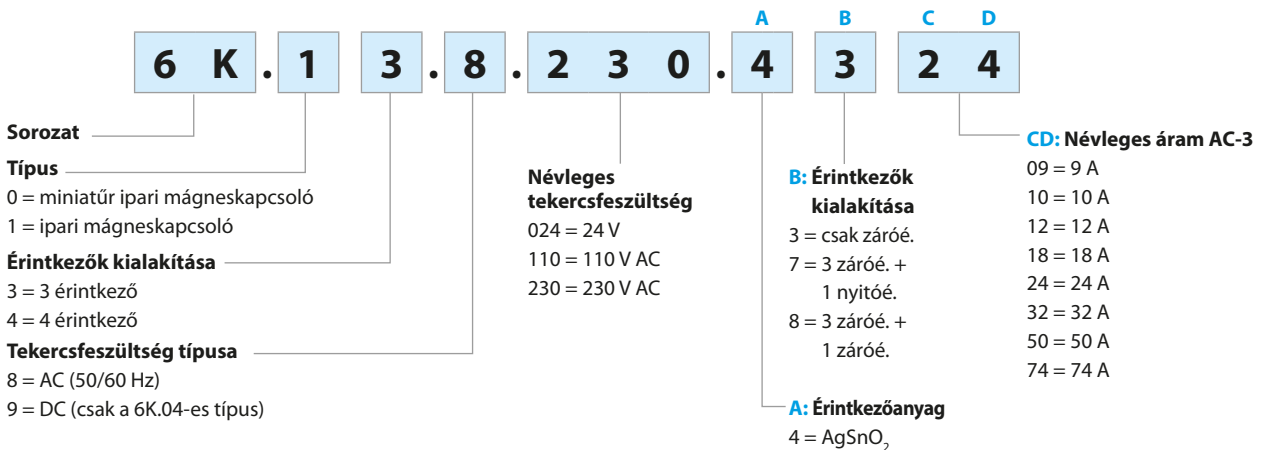 A B C D
6 K . 1 3 . 8 . 2 3 0 . 4 3 2 4
Sorozat
Típus
0 = miniatűr ipari mágneskapcsoló
1 = ipari mágneskapcsoló
Érintkezők kialakítása
3 = 3 érintkező
4 = 4 érintkező
Tekercsfeszültség típusa
8 = AC (50/60 Hz)
9 = DC (csak a 6K.04-es típus)
Névleges
tekercsfeszültség
024 = 24 V
110 = 110 V AC
230 = 230 V AC
B: Érintkezők
kialakítása
3 = csak záróé.
7 = 3 záróé. +
1 nyitóé.
8 = 3 záróé. +
1 záróé.
A: Érintkezőanyag
4 = AgSnO₂
CD: Névleges áram AC-3
09 = 9 A
10 = 10 A
12 = 12 A
18 = 18 A
24 = 24 A
32 = 32 A
50 = 50 A
74 = 74 A